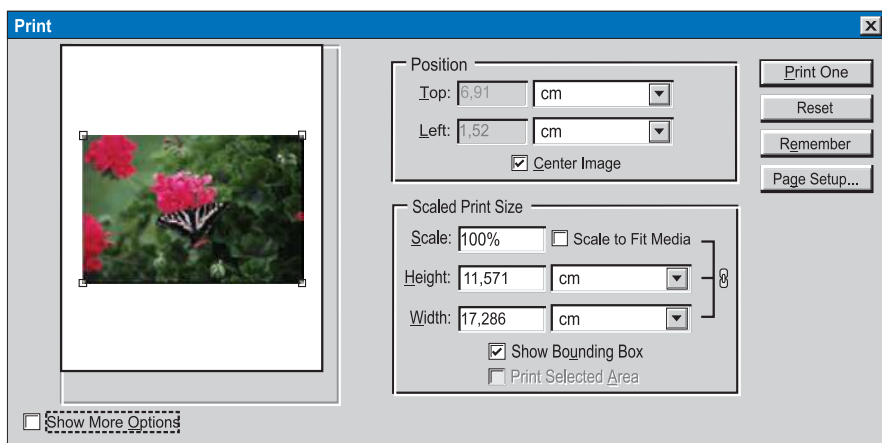 Print
Position
Top: 6,91 cm
Left: 1,52 cm
Center Image
Scaled Print Size
Scale: 100% Scale to Fit Media
Height: 11,571 cm
Width: 17,286 cm
Show Bounding Box
Print Selected Area
Print One
Reset
Remember
Page Setup...
Show More Options